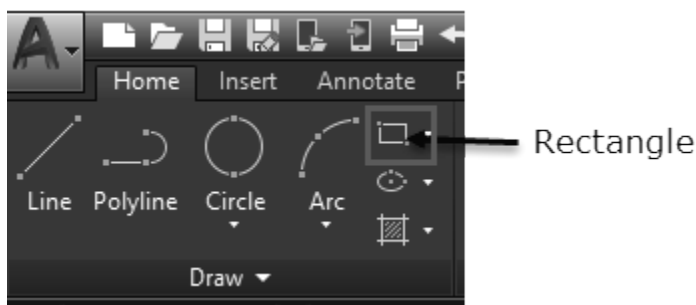 A
Home Insert Annotate P
Rectangle
Line Polyline Circle Arc
Draw